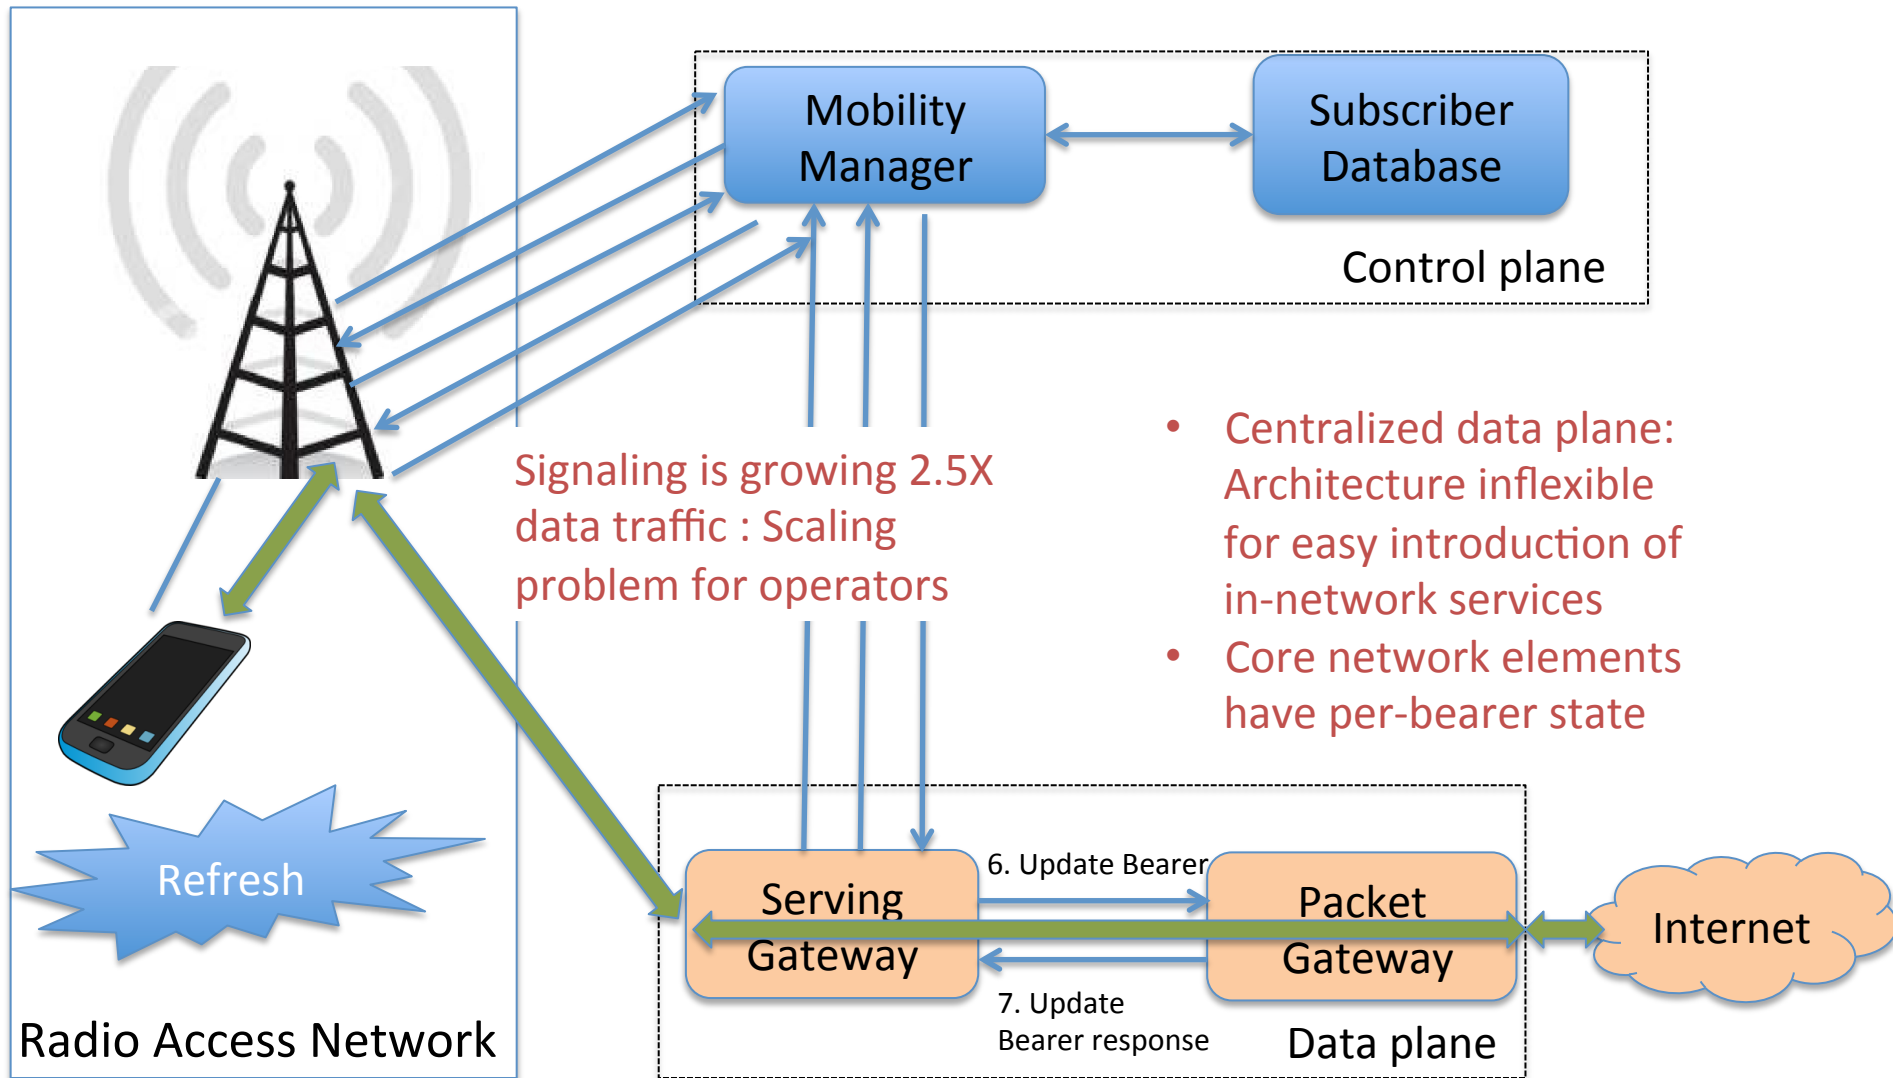 Mobility
Manager
Subscriber
Database
Control plane
Signaling is growing 2.5X
data traffic : Scaling
problem for operators
• Centralized data plane:
Architecture inflexible
for easy introduction of
in-network services
• Core network elements
have per-bearer state
Refresh
Radio Access Network
Serving
Gateway
6. Update Bearer
7. Update
Bearer response
Packet
Gateway
Data plane
Internet